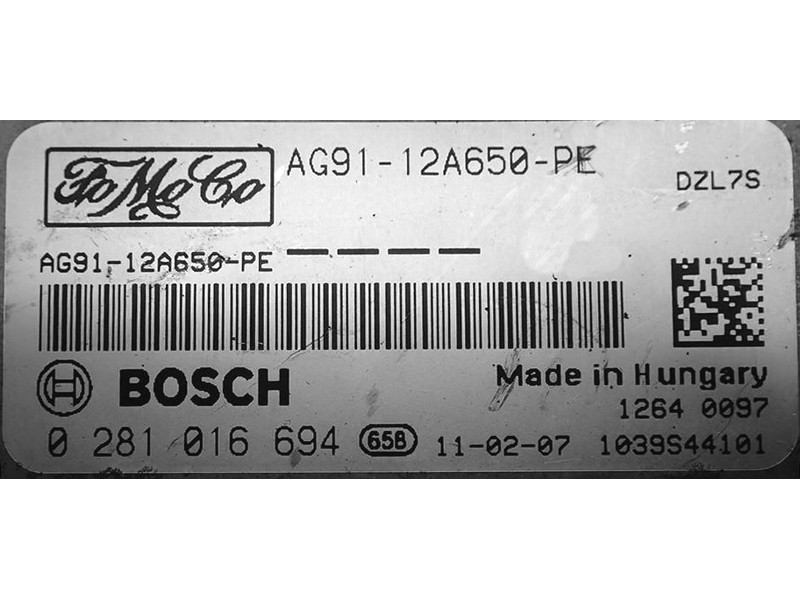 FoMoCo AG91-12A650-PE DZL7S
AG91-12A650-PE
BOSCH Made in Hungary
1264 0097
0 281 016 694 65B 11-02-07 1039S44101